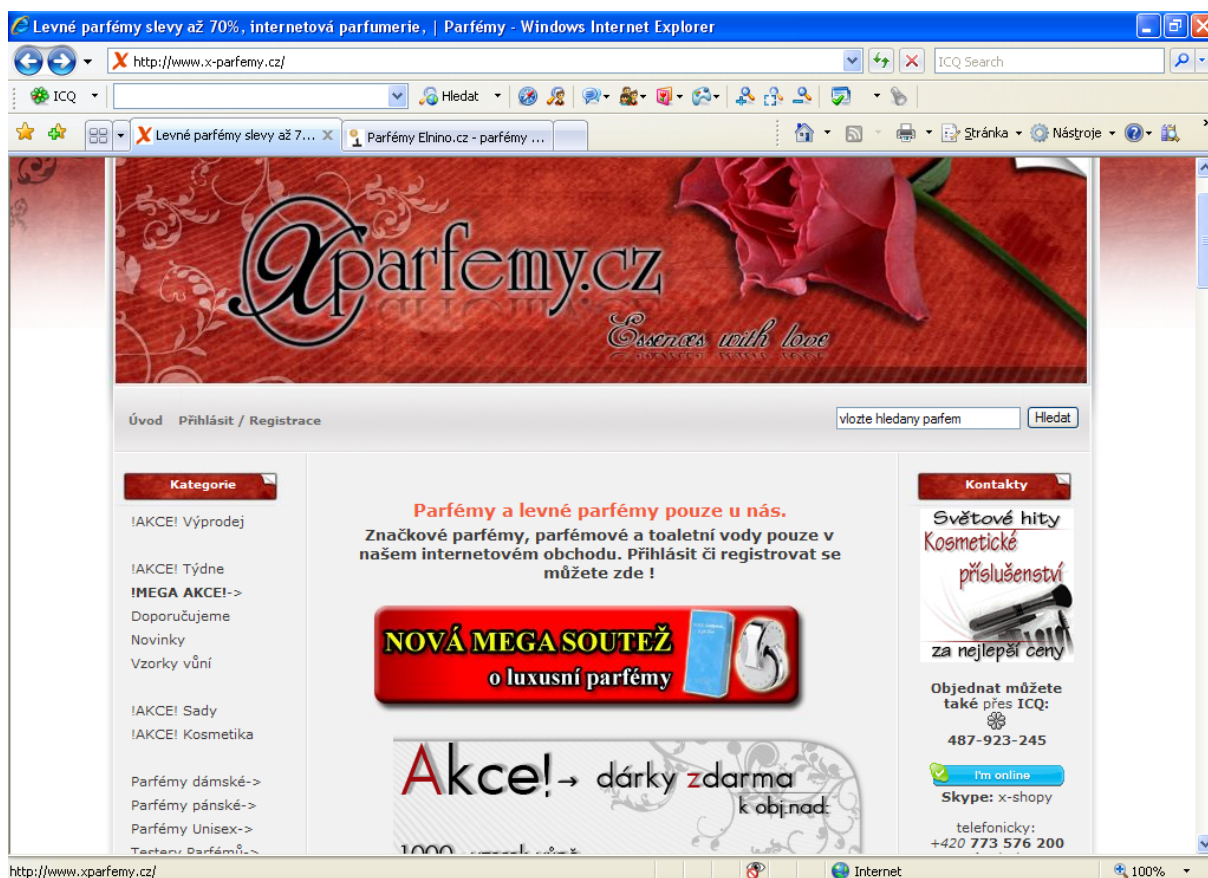 Levné parfémy slevy až 70%, internetová parfumerie, | Parfémy - Windows Internet Explorer
http://www.x-parfemy.cz/
ICQ Search
ICQ
Hledat
Levné parfémy slevy až 7...
Parfémy Elnino.cz - parfémy ...
Stránka
Nástroje
xparfemy.cz
Essences with love
Úvod
Přihlásit / Registrace
vlozte hledany parfem
Hledat
Kategorie
!AKCE! Výprodej
!AKCE! Týdne
!MEGA AKCE!->
Doporučujeme
Novinky
Vzorky vůní
!AKCE! Sady
!AKCE! Kosmetika
Parfémy dámské->
Parfémy pánské->
Parfémy Unisex->
Testery Parfémů->
Parfémy a levné parfémy pouze u nás.
Značkové parfémy, parfémové a toaletní vody pouze v
našem internetovém obchodu. Přihlásit či registrovat se
můžete zde !
NOVÁ MEGA SOUTEŽ
o luxusní parfémy
Akce!→ dárky zdarma
k obj.nad:
Kontakty
Světové hity
Kosmetické
příslušenství
za nejlepší ceny
Objednat můžete
také přes ICQ:
487-923-245
I'm online
Skype: x-shopy
telefonicky:
+420 773 576 200
http://www.xparfemy.cz/
Internet
100%